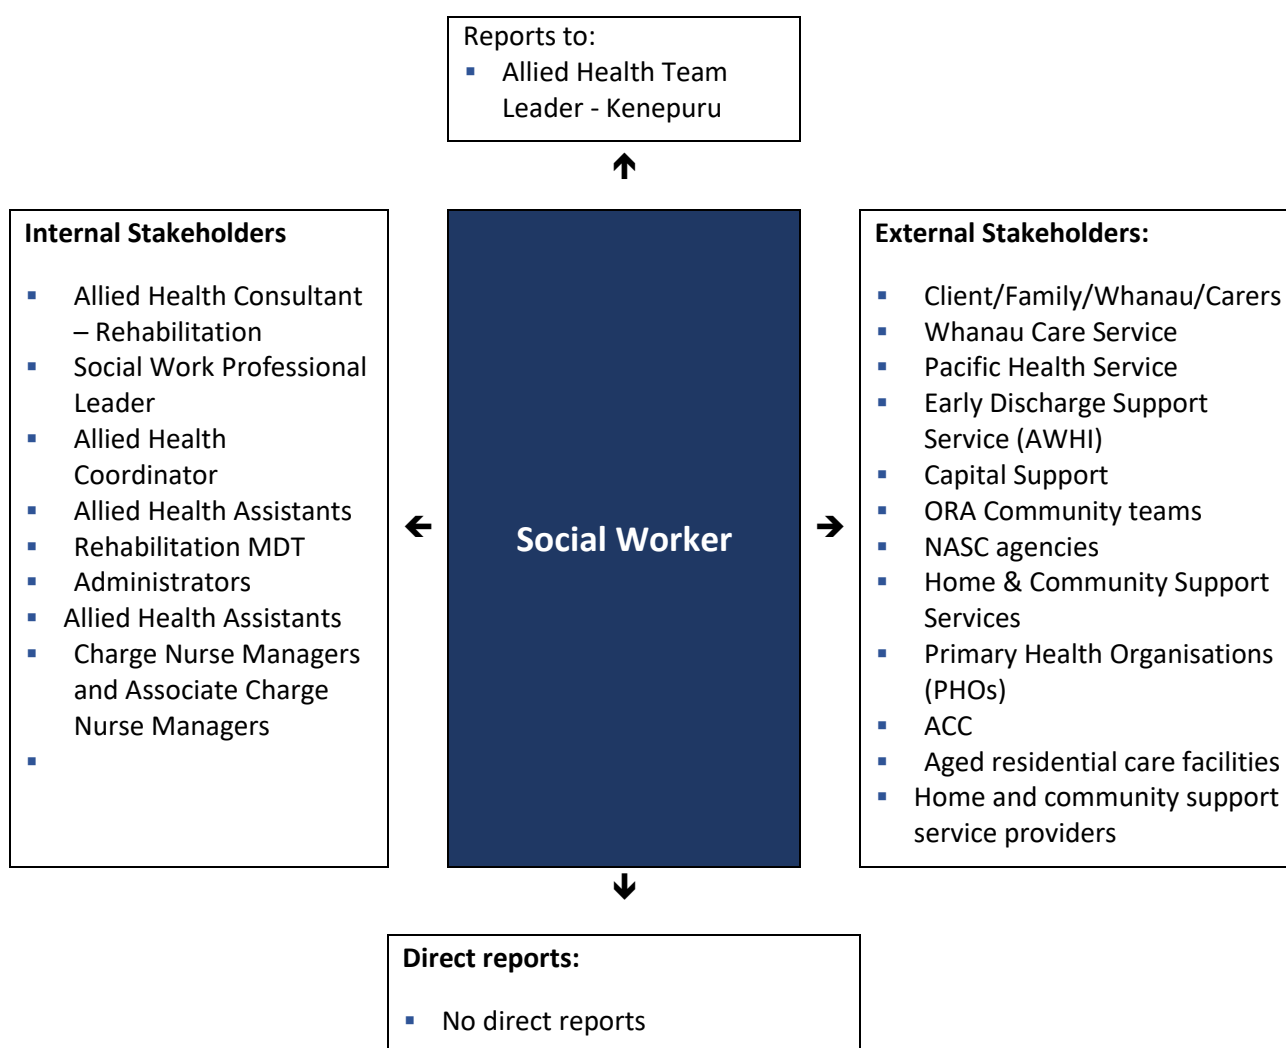 Reports to:
▪ Allied Health Team
Leader - Kenepuru
🡩
Internal Stakeholders
▪ Allied Health Consultant
– Rehabilitation
▪ Social Work Professional
Leader
▪ Allied Health
Coordinator
▪ Allied Health Assistants
▪ Rehabilitation MDT
▪ Administrators
▪ Allied Health Assistants
▪ Charge Nurse Managers
and Associate Charge
Nurse Managers
▪
🡨
Social Worker
🡪
External Stakeholders:
▪ Client/Family/Whanau/Carers
▪ Whanau Care Service
▪ Pacific Health Service
▪ Early Discharge Support
Service (AWHI)
▪ Capital Support
▪ ORA Community teams
▪ NASC agencies
▪ Home & Community Support
Services
▪ Primary Health Organisations
(PHOs)
▪ ACC
▪ Aged residential care facilities
▪ Home and community support
service providers
🡫
Direct reports:
▪ No direct reports